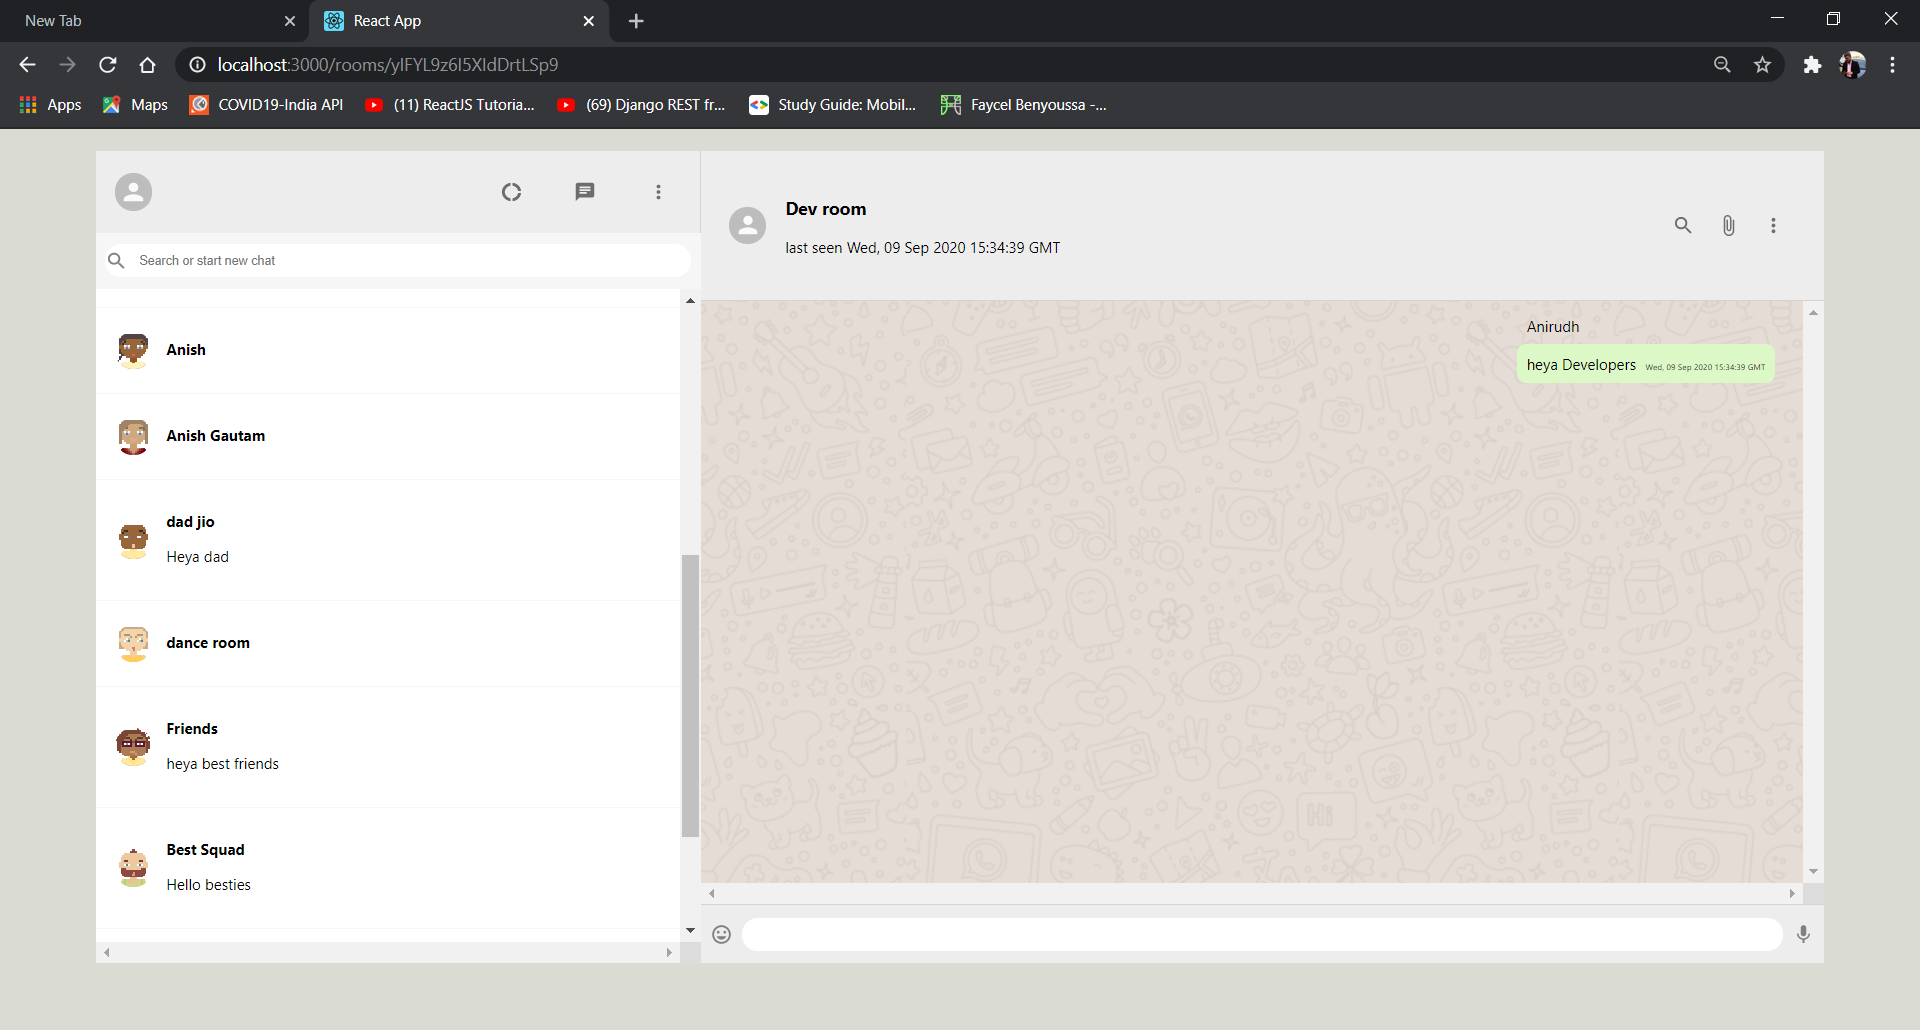 New Tab
React App
localhost:3000/rooms/yIFYL9z6I5XIdDrtLSp9
Apps
Maps
COVID19-India API
(11) ReactJS Tutoria...
(69) Django REST fr...
Study Guide: Mobil...
Faycel Benyoussa -...
Dev room
last seen Wed, 09 Sep 2020 15:34:39 GMT
Search or start new chat
Anish
Anish Gautam
dad jio
Heya dad
dance room
Friends
heya best friends
Best Squad
Hello besties
Anirudh
heya Developers Wed, 09 Sep 2020 15:34:39 GMT
Hi